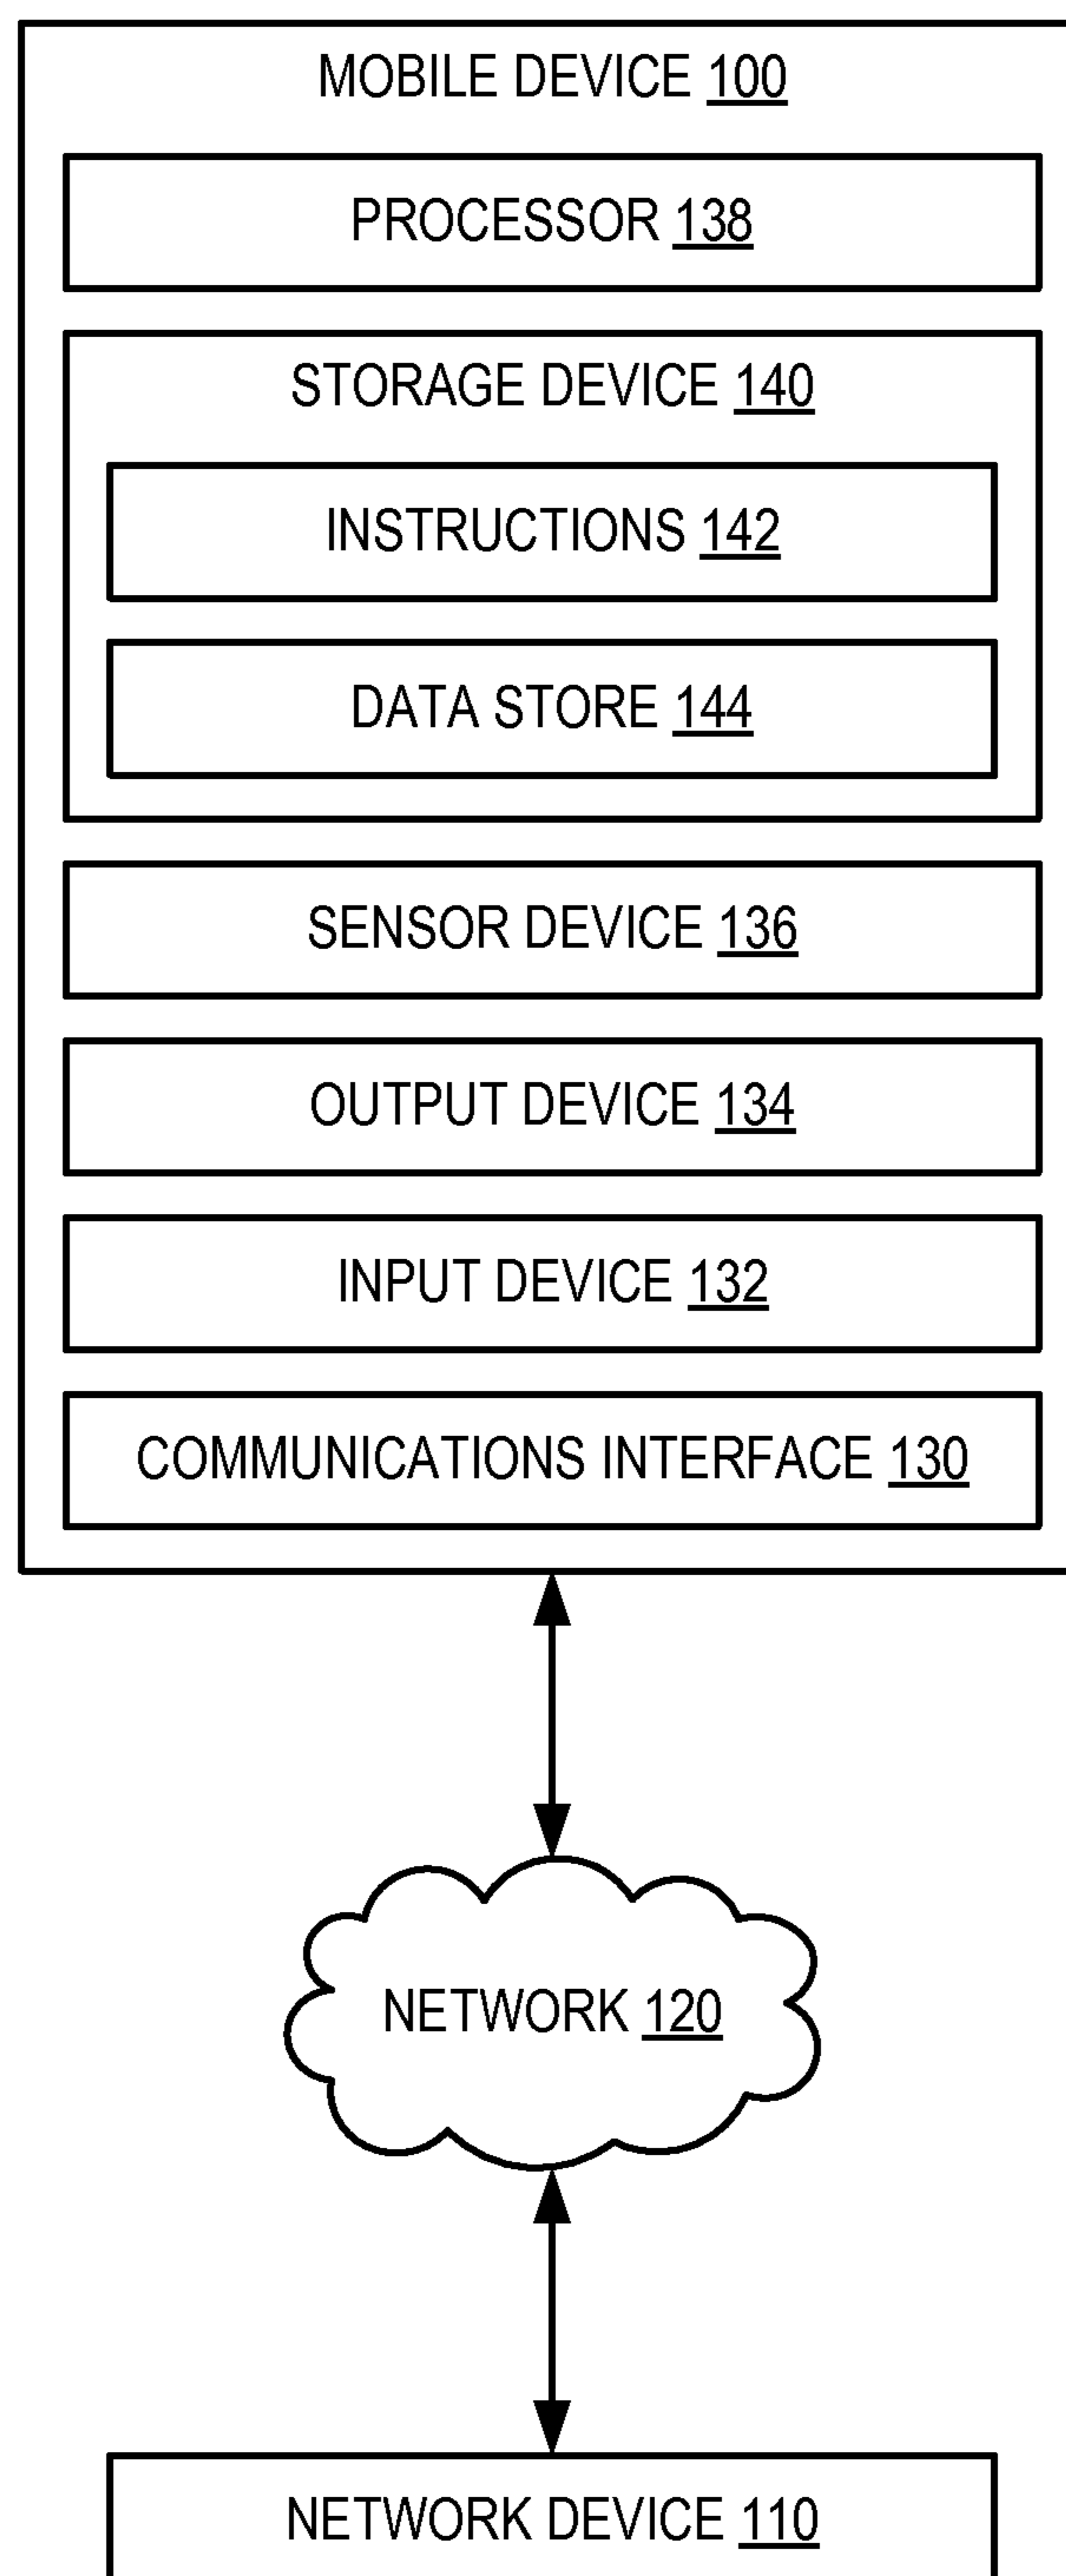 MOBILE DEVICE 100
PROCESSOR 138
STORAGE DEVICE 140
INSTRUCTIONS 142
DATA STORE 144
SENSOR DEVICE 136
OUTPUT DEVICE 134
INPUT DEVICE 132
COMMUNICATIONS INTERFACE 130
NETWORK 120
NETWORK DEVICE 110